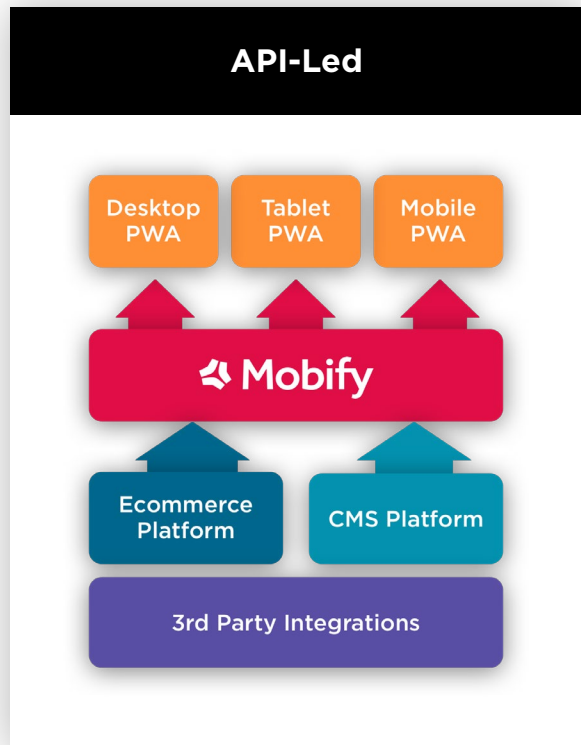 API-Led
Desktop
PWA
Tablet
PWA
Mobile
PWA
Mobify
Ecommerce
Platform
CMS Platform
3rd Party Integrations